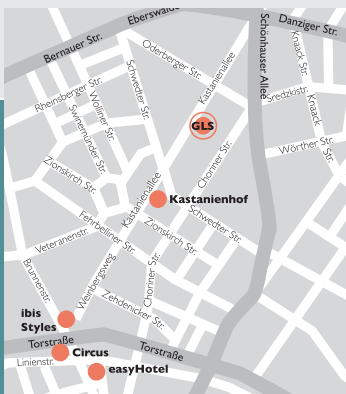 Eberswalde
Danziger Str.
Bernauer Str.
Oderberger Str.
Schönhauser Allee
Knaack Str.
Kastanienallee
Schwedter Str.
Rheinsberger Str.
Wolliner Str.
Swinemünder Str.
Sredzkistr.
Knaack Str.
GLS
Wörther Str.
Choriner Str.
Zionskirch Str.
Kastanienallee
Kastanienhof
Schwedter Str.
Fehrbelliner Str.
Zionskirch Str.
Veteranenstr.
Brunnenstr.
Weinbergsweg
Choriner Str.
Zehdenicker Str.
ibis
Styles
Torstraße
Torstraße
Circus
Linienstr.
easyHotel